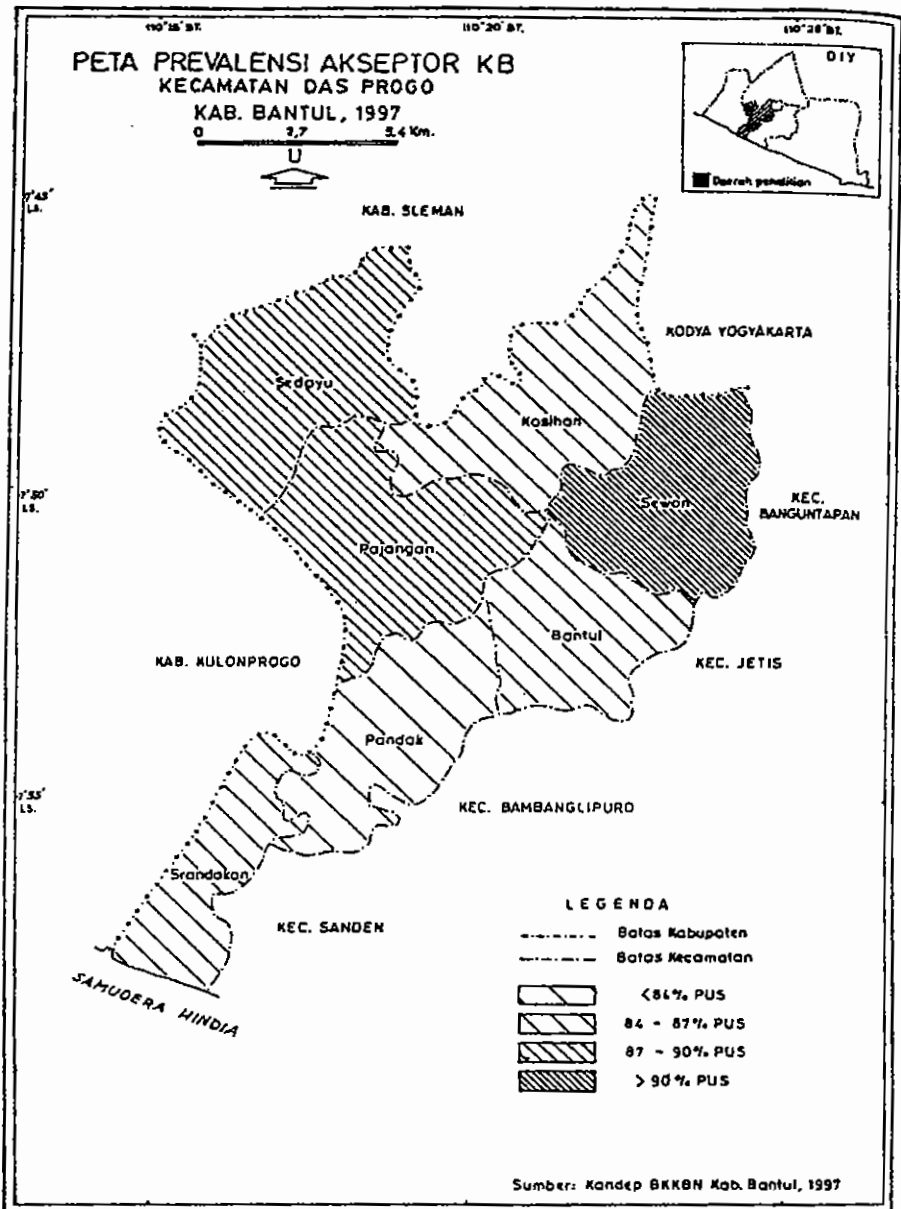 110°15' BT.
110°20' BT.
110°25' BT.
PETA PREVALENSI AKSEPTOR KB
KECAMATAN DAS PROGO
KAB. BANTUL, 1997
0 2,7 5,4 Km.
U
DIY
Daerah penelitian
7°45'
LS.
KAB. SLEMAN
KODYA YOGYAKARTA
Sedayu
Kasihan
7°50'
LS.
Sewon
KEC.
BANGUNTAPAN
Pajangan
Bantul
KAB. KULONPROGO
KEC. JETIS
Pandak
7°55'
LS.
KEC. BAMBANGLIPURO
Srandakan
KEC. SANDEN
SAMUDERA HINDIA
LEGENDA
Batas Kabupaten
Batas Kecamatan
<84% PUS
84 - 87% PUS
87 - 90% PUS
>90% PUS
Sumber: Kandep BKKBN Kab. Bantul, 1997